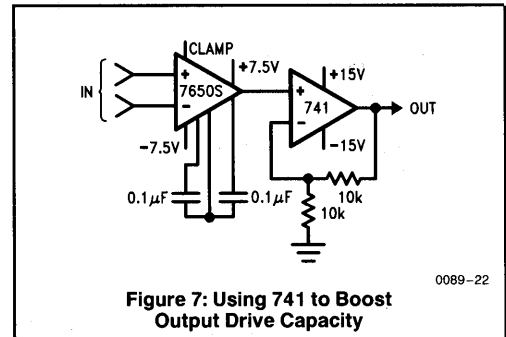 CLAMP
+7.5V
+15V
IN
+
7650S
-
+
741
-
OUT
-7.5V
-15V
0.1μF
0.1μF
10k
10k
0089-22
Figure 7: Using 741 to Boost
Output Drive Capacity